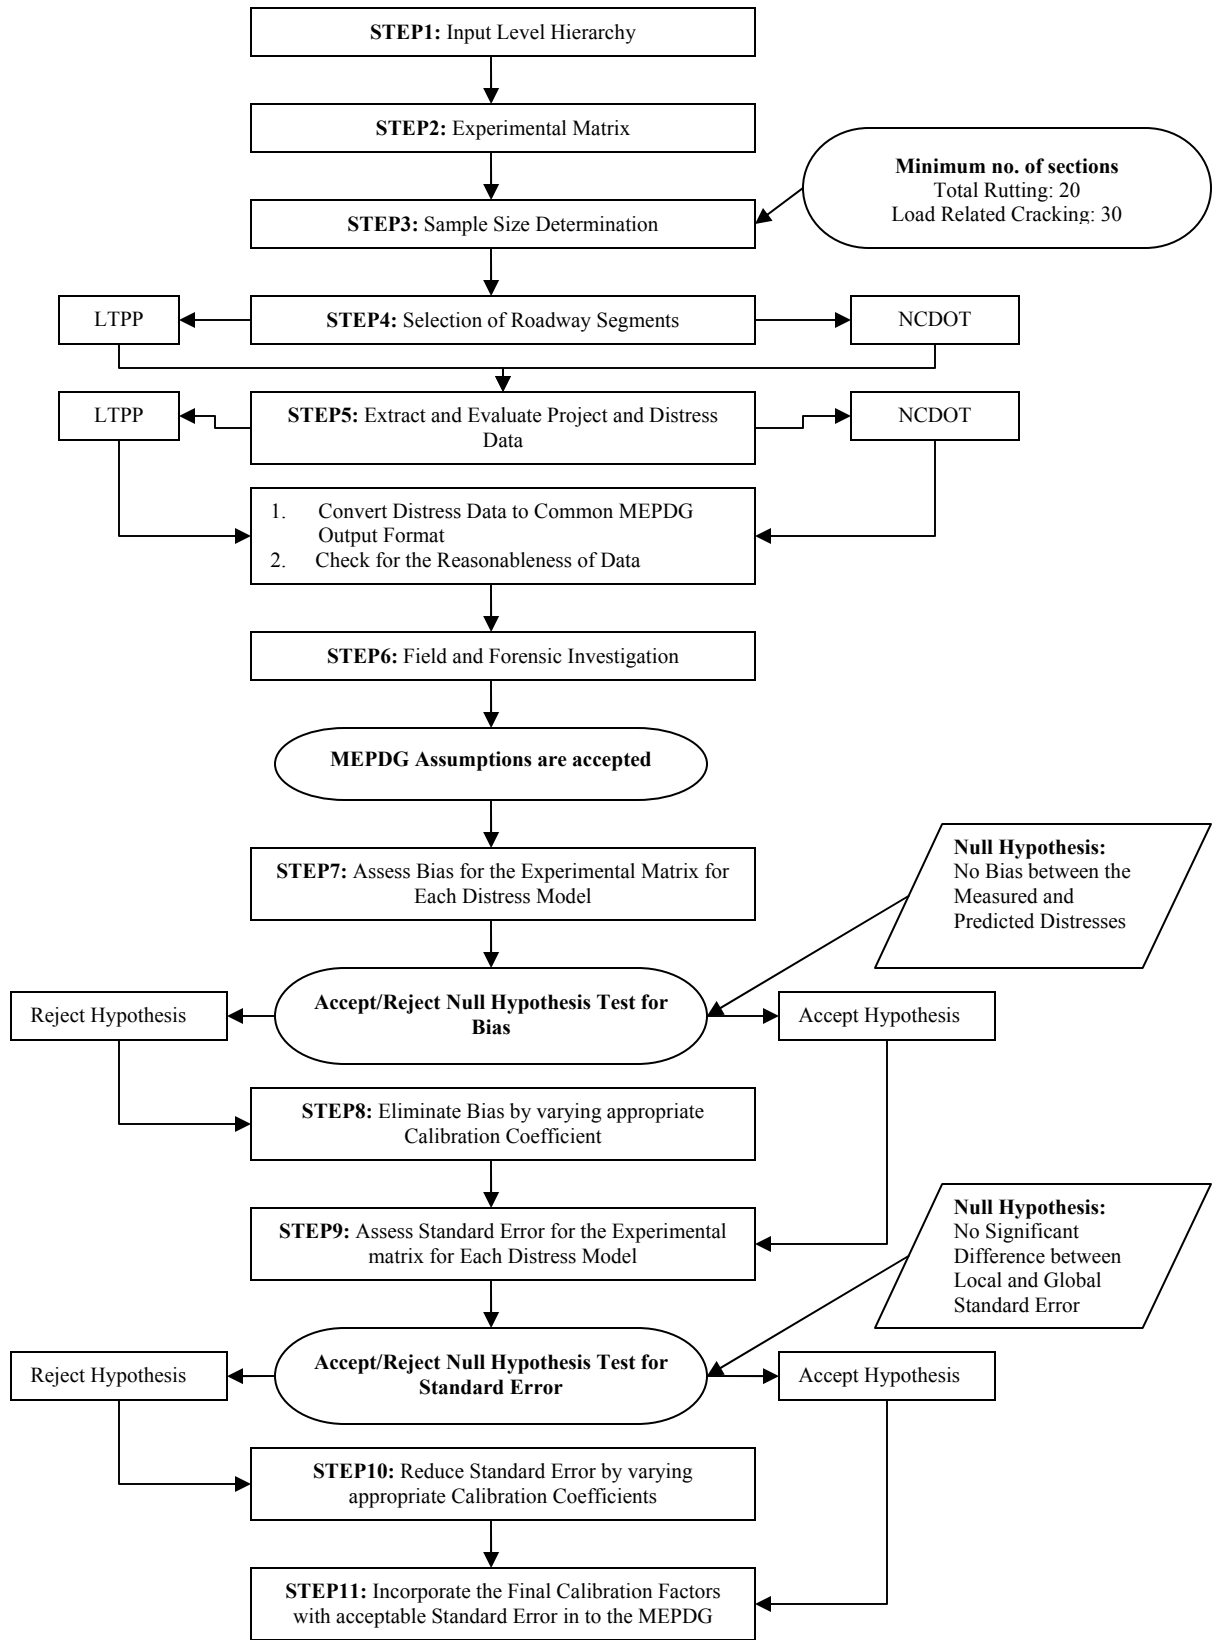 STEP1: Input Level Hierarchy
STEP2: Experimental Matrix
Minimum no. of sections
Total Rutting: 20
Load Related Cracking: 30
STEP3: Sample Size Determination
LTPP
STEP4: Selection of Roadway Segments
NCDOT
LTPP
STEP5: Extract and Evaluate Project and Distress
Data
NCDOT
1. Convert Distress Data to Common MEPDG
Output Format
2. Check for the Reasonableness of Data
STEP6: Field and Forensic Investigation
MEPDG Assumptions are accepted
STEP7: Assess Bias for the Experimental Matrix for
Each Distress Model
Null Hypothesis:
No Bias between the
Measured and
Predicted Distresses
Reject Hypothesis
Accept/Reject Null Hypothesis Test for
Bias
Accept Hypothesis
STEP8: Eliminate Bias by varying appropriate
Calibration Coefficient
STEP9: Assess Standard Error for the Experimental
matrix for Each Distress Model
Null Hypothesis:
No Significant
Difference between
Local and Global
Standard Error
Reject Hypothesis
Accept/Reject Null Hypothesis Test for
Standard Error
Accept Hypothesis
STEP10: Reduce Standard Error by varying
appropriate Calibration Coefficients
STEP11: Incorporate the Final Calibration Factors
with acceptable Standard Error in to the MEPDG